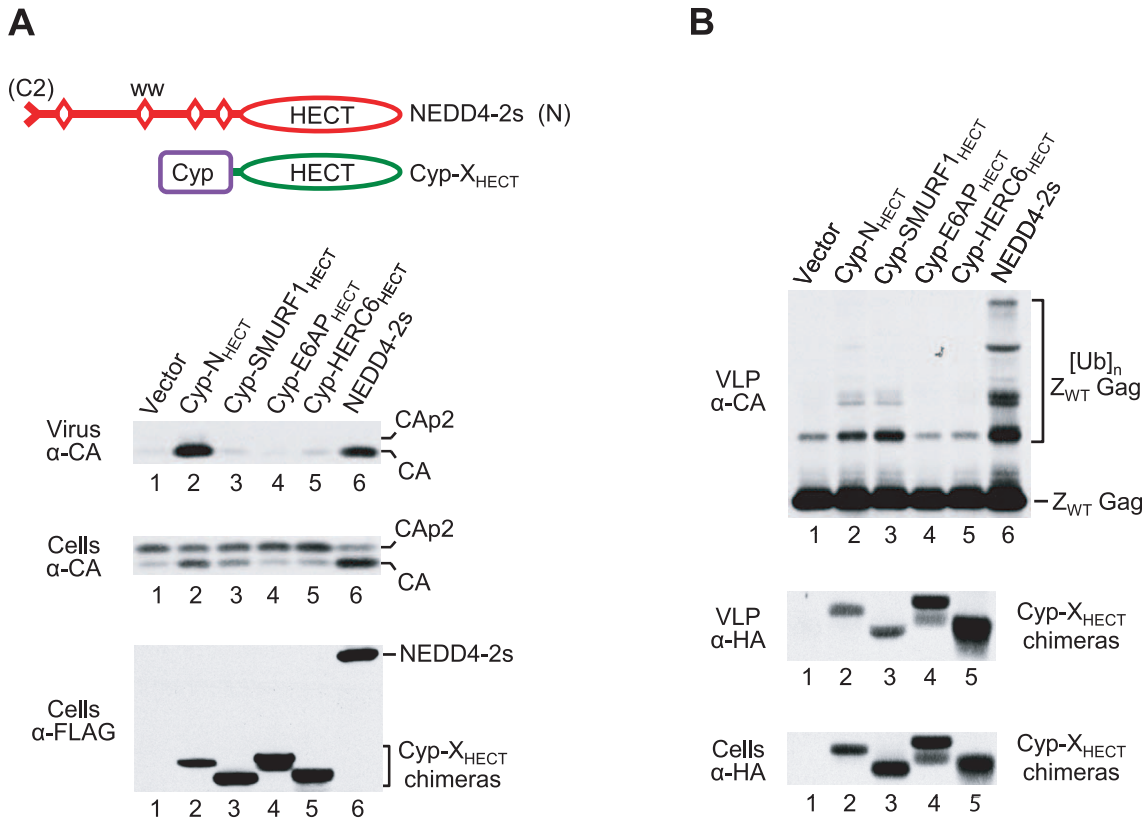 A
(C2)
ww
HECT
NEDD4-2s (N)
Cyp
HECT
Cyp-XHECT
Vector
Cyp-NHECT
Cyp-SMURF1HECT
Cyp-E6APHECT
Cyp-HERC6HECT
NEDD4-2s
Virus
α-CA
CAp2
CA
1 2 3 4 5 6
Cells
α-CA
CAp2
CA
1 2 3 4 5 6
Cells
α-FLAG
NEDD4-2s
Cyp-XHECT
chimeras
1 2 3 4 5 6
B
Vector
Cyp-NHECT
Cyp-SMURF1HECT
Cyp-E6APHECT
Cyp-HERC6HECT
NEDD4-2s
VLP
α-CA
[Ub]n
ZWT Gag
ZWT Gag
1 2 3 4 5 6
VLP
α-HA
Cyp-XHECT
chimeras
1 2 3 4 5
Cells
α-HA
Cyp-XHECT
chimeras
1 2 3 4 5